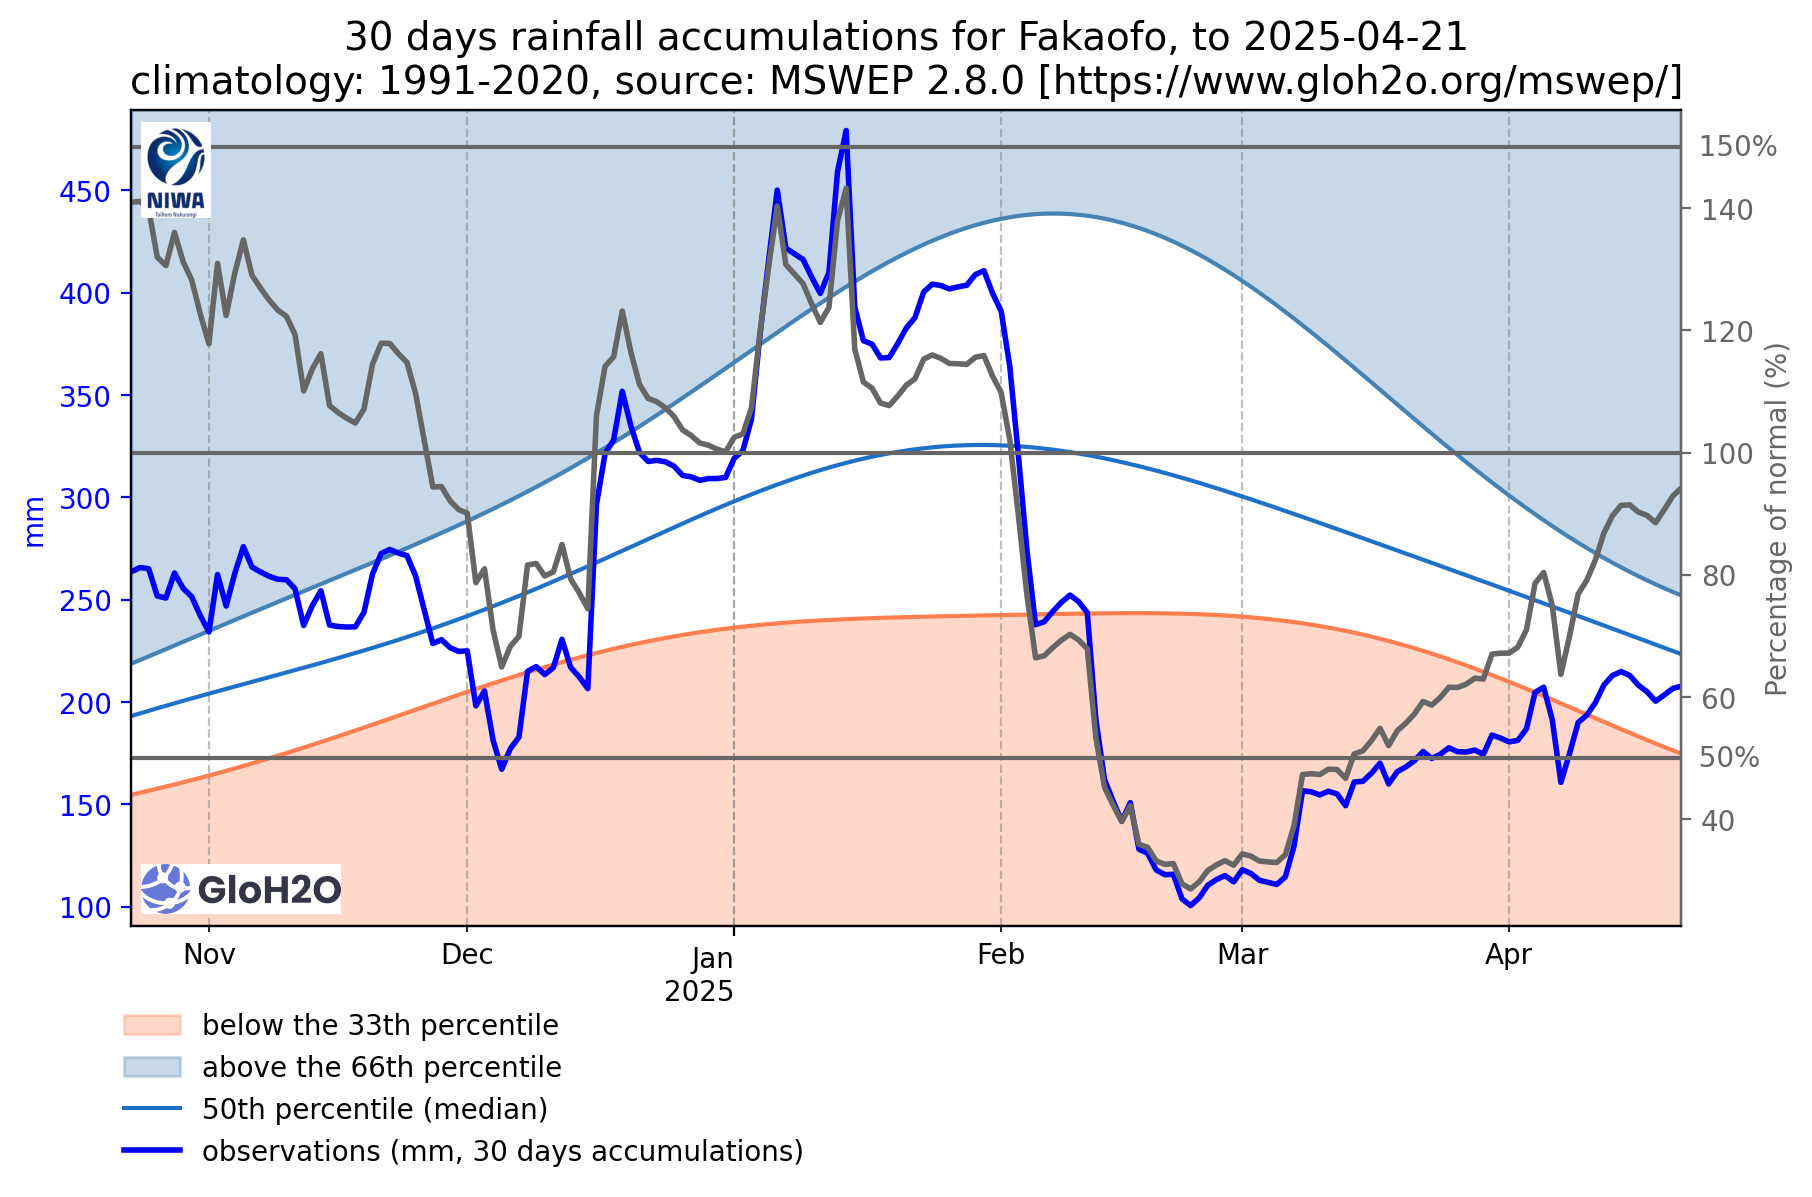 30 days rainfall accumulations for Fakaofo, to 2025-04-21
climatology: 1991-2020, source: MSWEP 2.8.0 [https://www.gloh2o.org/mswep/]
NIWA
Taihoro Nukurangi
450
400
350
300
250
200
150
100
mm
150%
140
120
100
80
60
50%
40
Percentage of normal (%)
GloH2O
Nov
Dec
Jan
2025
Feb
Mar
Apr
below the 33th percentile
above the 66th percentile
50th percentile (median)
observations (mm, 30 days accumulations)